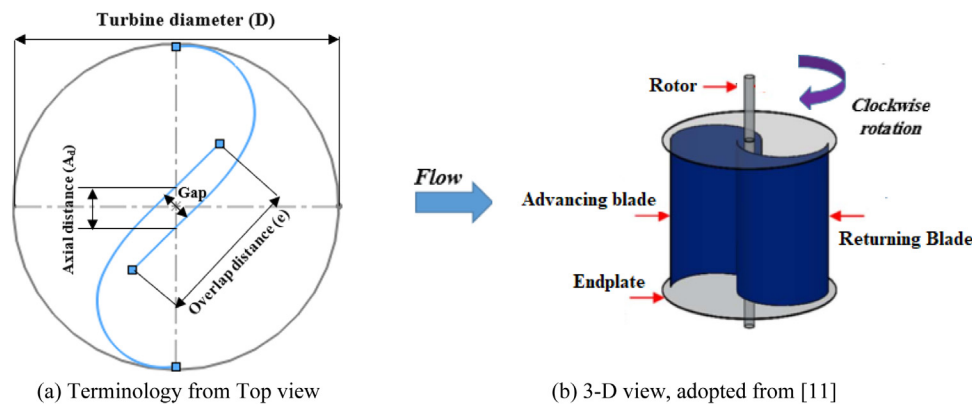 Turbine diameter (D)
Axial distance (Aₐ)
Gap
Overlap distance (e)
(a) Terminology from Top view
Flow
Rotor
Clockwise
rotation
Advancing blade
Returning Blade
Endplate
(b) 3-D view, adopted from [11]